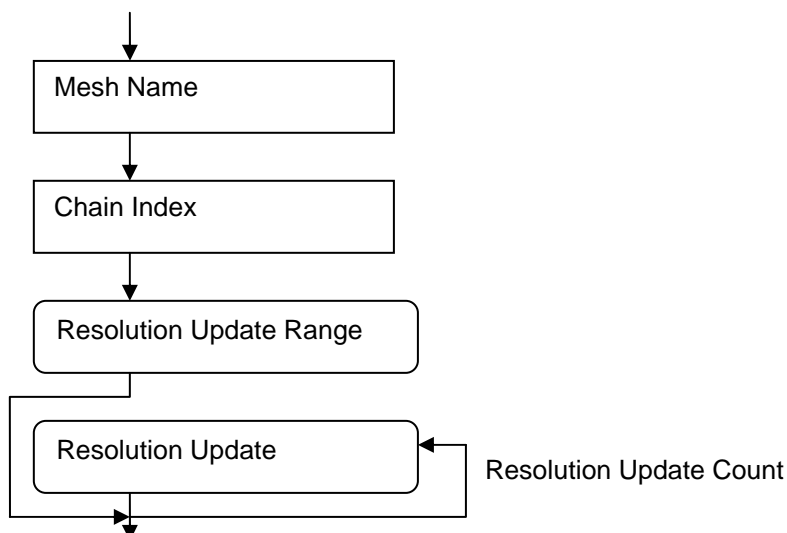 Mesh Name
Chain Index
Resolution Update Range
Resolution Update
Resolution Update Count